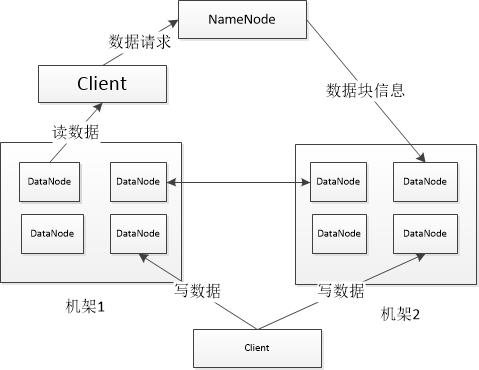 NameNode
数据请求
Client
数据块信息
读数据
DataNode
DataNode
DataNode
DataNode
DataNode
DataNode
DataNode
DataNode
写数据
写数据
机架1
机架2
Client